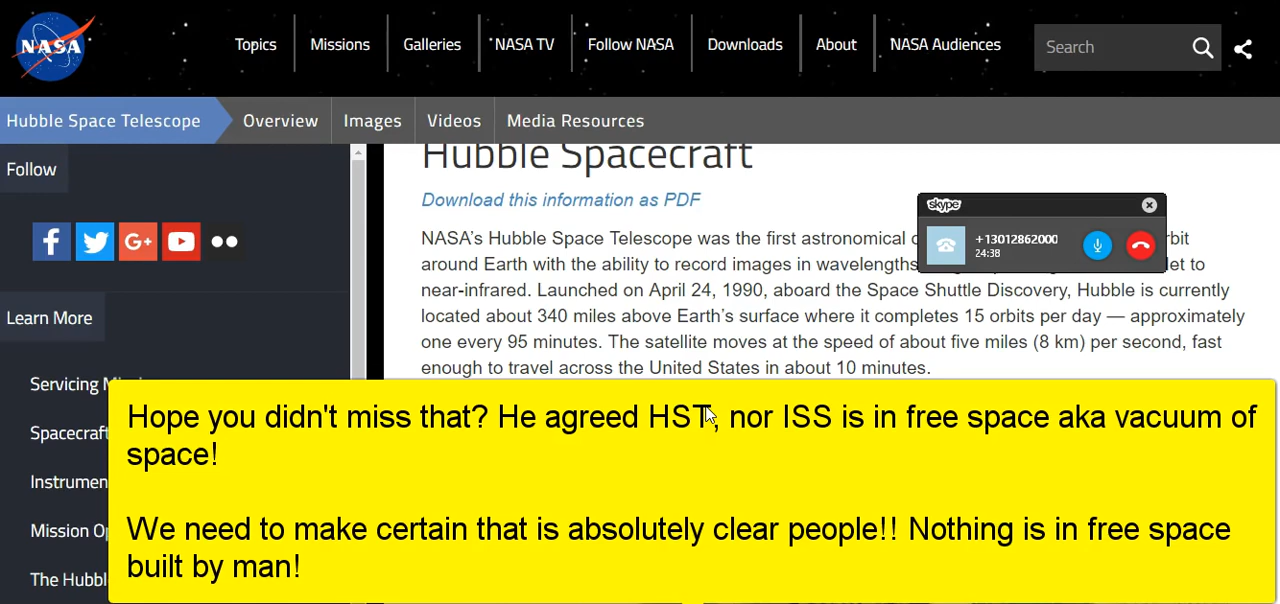 NASA
Topics
Missions
Galleries
NASA TV
Follow NASA
Downloads
About
NASA Audiences
Search
Hubble Space Telescope
Overview
Images
Videos
Media Resources
Follow
Learn More
Servicing
Spacecraft
Mission
The
Hubble Spacecraft
Download this information as PDF
NASA's Hubble Space Telescope was the first astronomical
around Earth with the ability to record images in wavelengths
near-infrared. Launched on April 24, 1990, aboard the Space Shuttle Discovery, Hubble is currently
located about 340 miles above Earth's surface where it completes 15 orbits per day — approximately
one every 95 minutes. The satellite moves at the speed of about five miles (8 km) per second, fast
enough to travel across the United States in about 10 minutes.
skype
+13012862000
24:38
Hope you didn't miss that? He agreed HST, nor ISS is in free space aka vacuum of
space!
We need to make certain that is absolutely clear people!! Nothing is in free space
built by man!